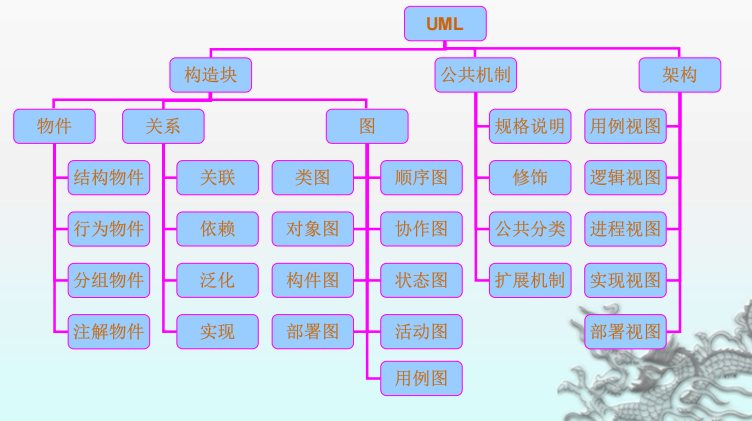 UML
构造块
公共机制
架构
物件
关系
图
规格说明
用例视图
结构物件
关联
类图
顺序图
修饰
逻辑视图
行为物件
依赖
对象图
协作图
公共分类
进程视图
分组物件
泛化
构件图
状态图
扩展机制
实现视图
注解物件
实现
部署图
活动图
部署视图
用例图